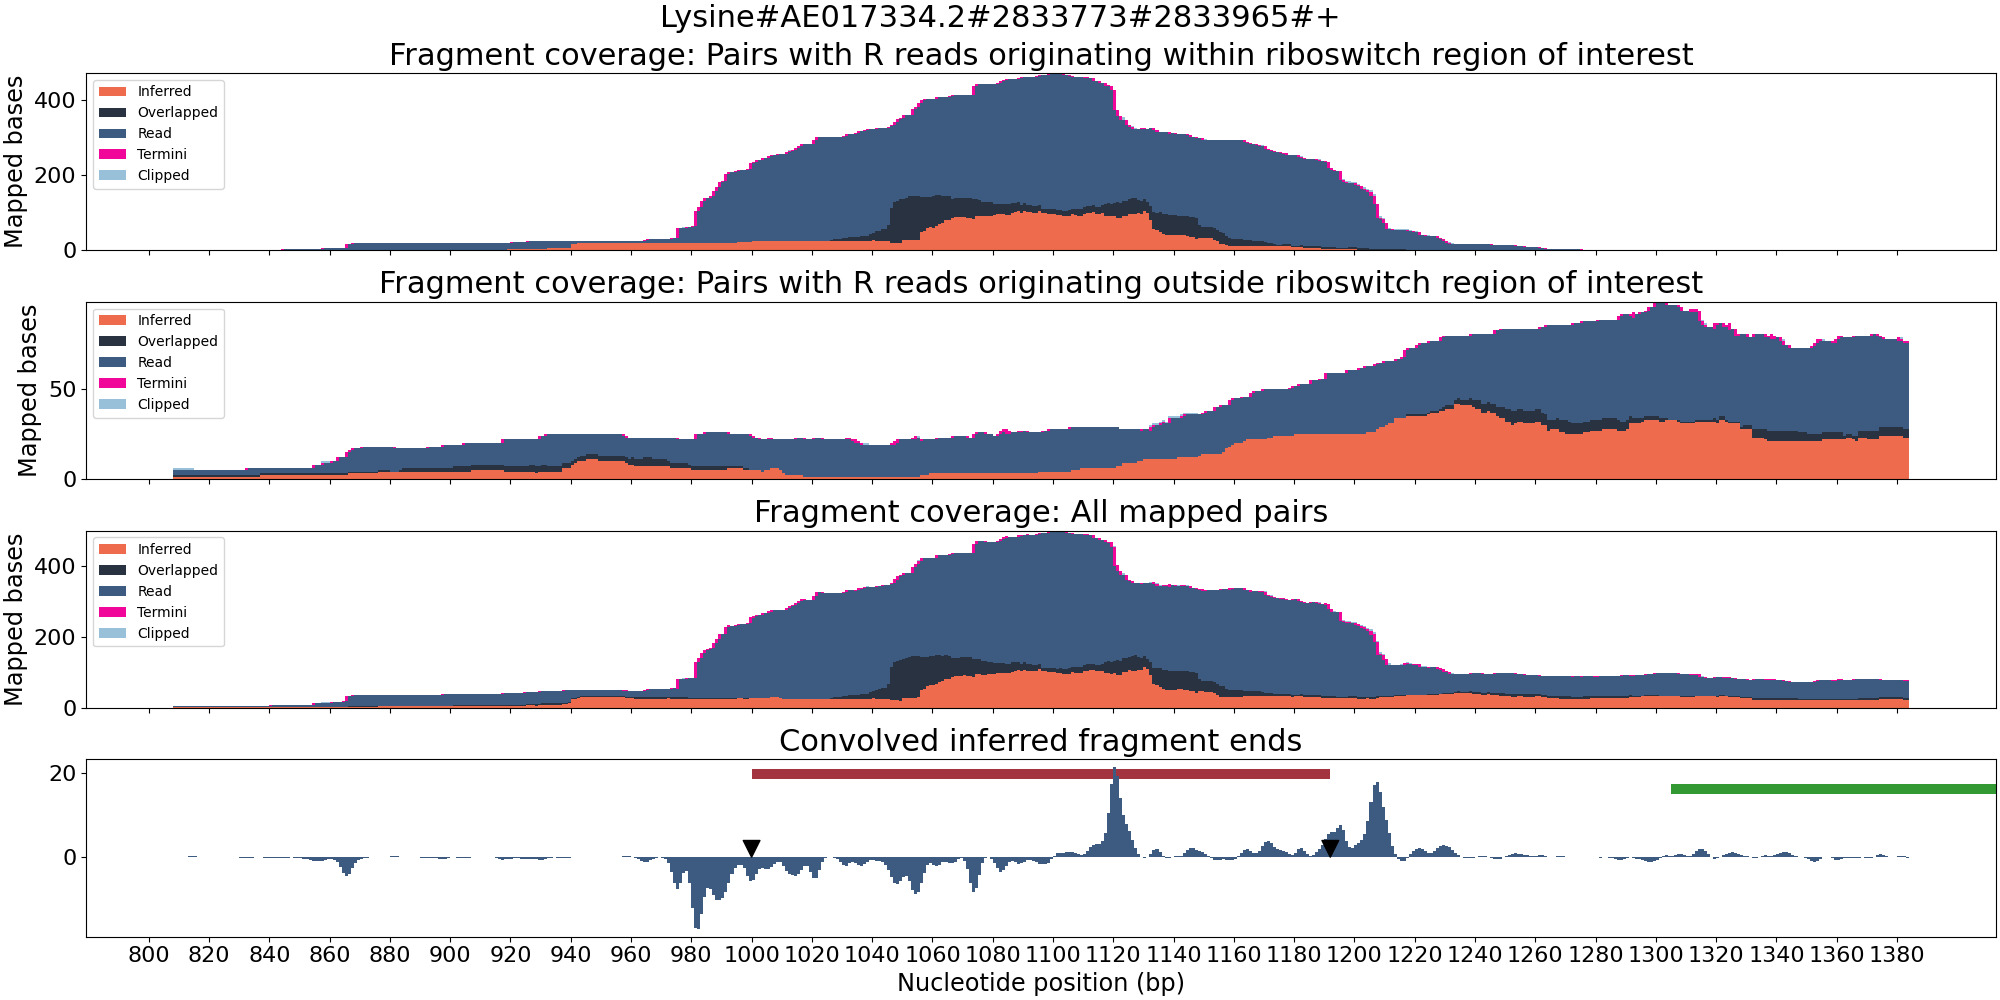 Lysine#AE017334.2#2833773#2833965#+
Fragment coverage: Pairs with R reads originating within riboswitch region of interest
Mapped bases
400
200
0
Inferred
Overlapped
Read
Termini
Clipped
Fragment coverage: Pairs with R reads originating outside riboswitch region of interest
Mapped bases
50
0
Inferred
Overlapped
Read
Termini
Clipped
Fragment coverage: All mapped pairs
Mapped bases
400
200
0
Inferred
Overlapped
Read
Termini
Clipped
Convolved inferred fragment ends
20
0
800 820 840 860 880 900 920 940 960 980 1000 1020 1040 1060 1080 1100 1120 1140 1160 1180 1200 1220 1240 1260 1280 1300 1320 1340 1360 1380
Nucleotide position (bp)